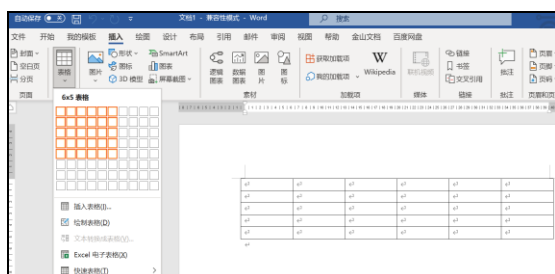 自动保存 文档1 - 兼容性模式 - Word 搜索
文件 开始 我的模板 插入 绘图 设计 布局 引用 邮件 审阅 视图 帮助 金山文档 百度网盘
封面 空白页 分页 页面
表格
图片 形状 图标 3D 模型 SmartArt 图表 屏幕截图
逻辑图表 数据图表 图片 图标 素材
获取加载项 我的加载项 Wikipedia 加载项
联机视频 媒体
链接 书签 交叉引用 链接
批注 批注
页眉 页脚 页码
6x5 表格
插入表格(I)...
绘制表格(D)
文本转换成表格(V)...
Excel 电子表格(X)
快速表格(T)